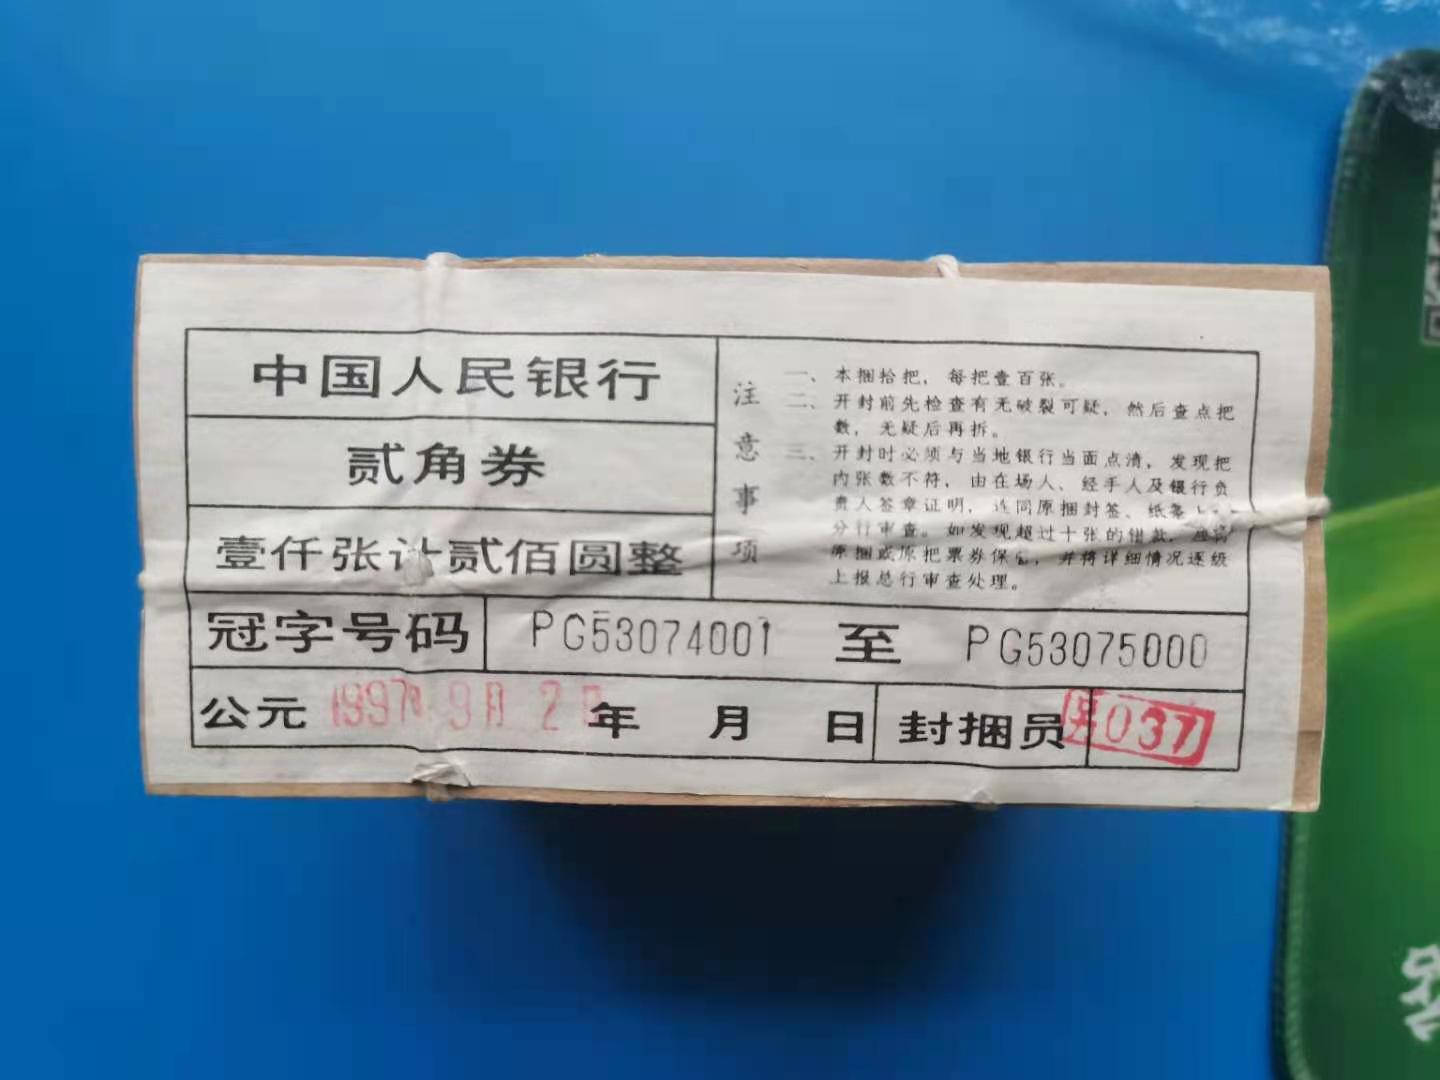 中国人民银行
贰角券
壹仟张计贰佰圆整
注意事项
一、本捆拾把，每把壹百张。
二、开封前先检查有无破裂可疑，然后查点把
数，无疑后再拆。
三、开封时必须与当地银行当面点清，发现把
内张数不符，由在场人、经手人及银行负
责人签章证明，连同原捆封签、纸条上
分行审查。如发现超过十张的错款，应将
原捆或原把票券保，并将详细情况逐级
上报总行审查处理。
冠字号码 PG53074001 至 PG53075000
公元 1997年 9月 2日 年 月 日 封捆员 037